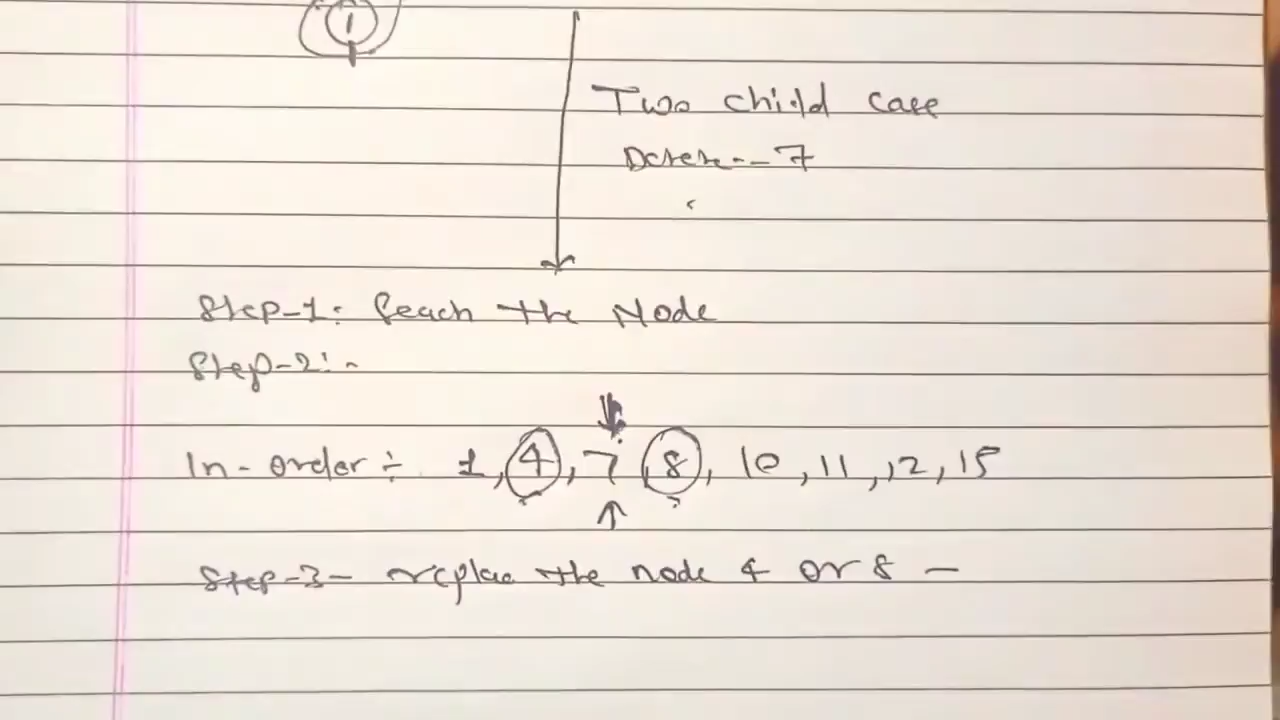 1
Two child case
Delete-- 7
Step-1: Reach the Node
Step-2:-
In-order ÷ 1, 4, 7, 8, 10, 11, 12, 15
Step-3- replace the node 4 or 8 -